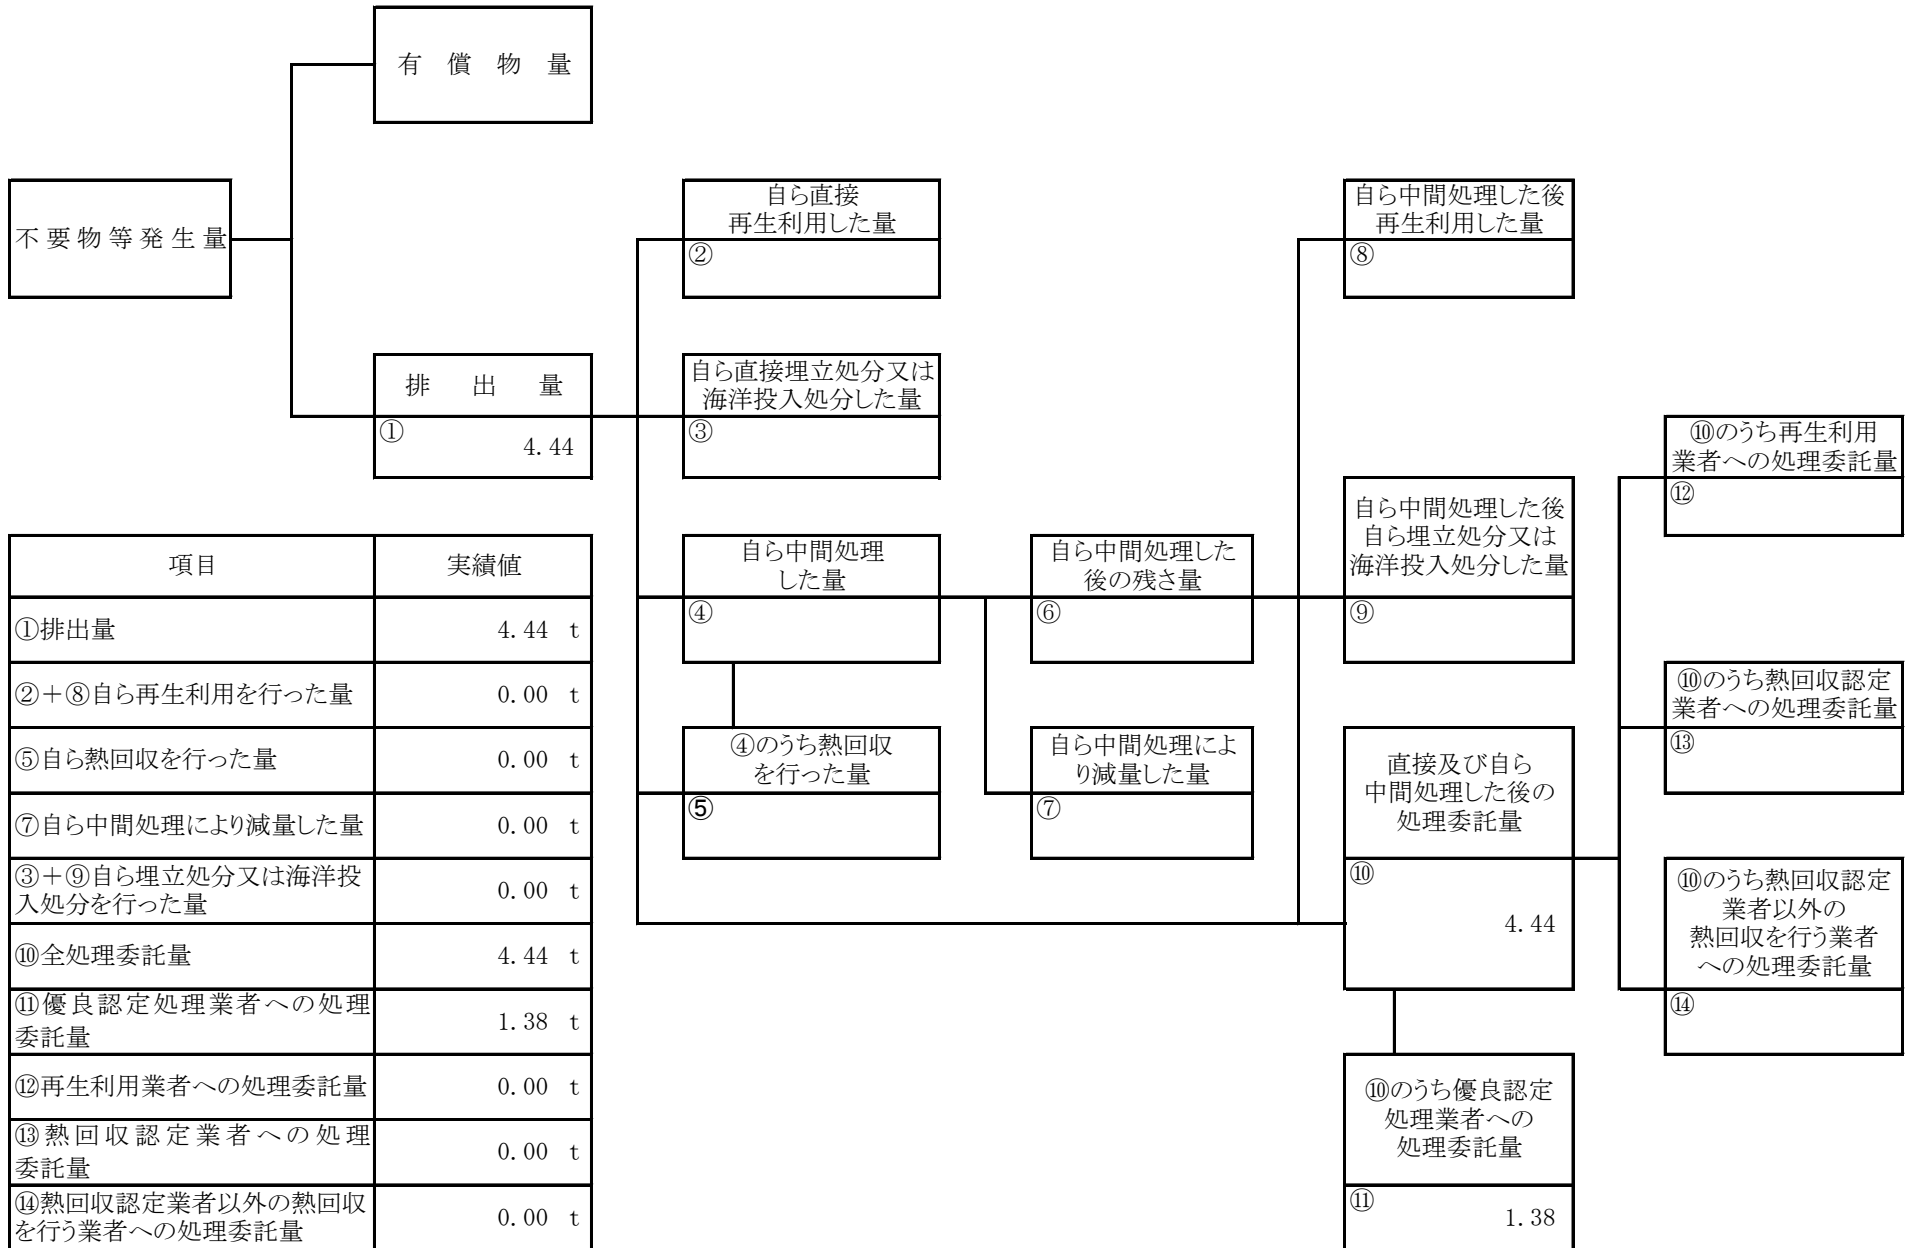 有　償　物　量
不要物等発生量
自ら直接
再生利用した量
②
自ら中間処理した後
再生利用した量
⑧
排　出　量
①
4.44
自ら直接埋立処分又は
海洋投入処分した量
③
⑩のうち再生利用
業者への処理委託量
⑫
自ら中間処理した後
自ら埋立処分又は
海洋投入処分した量
⑨
自ら中間処理
した量
④
自ら中間処理した
後の残さ量
⑥
⑩のうち熱回収認定
業者への処理委託量
⑬
④のうち熱回収
を行った量
⑤
自ら中間処理によ
り減量した量
⑦
直接及び自ら
中間処理した後の
処理委託量
⑩
4.44
⑩のうち熱回収認定
業者以外の
熱回収を行う業者
への処理委託量
⑭
⑩のうち優良認定
処理業者への
処理委託量
⑪
1.38
項目　実績値
①排出量　4.44 t
②＋⑧自ら再生利用を行った量　0.00 t
⑤自ら熱回収を行った量　0.00 t
⑦自ら中間処理により減量した量　0.00 t
③＋⑨自ら埋立処分又は海洋投
入処分を行った量　0.00 t
⑩全処理委託量　4.44 t
⑪優良認定処理業者への処理
委託量　1.38 t
⑫再生利用業者への処理委託量　0.00 t
⑬熱回収認定業者への処理
委託量　0.00 t
⑭熱回収認定業者以外の熱回収
を行う業者への処理委託量　0.00 t